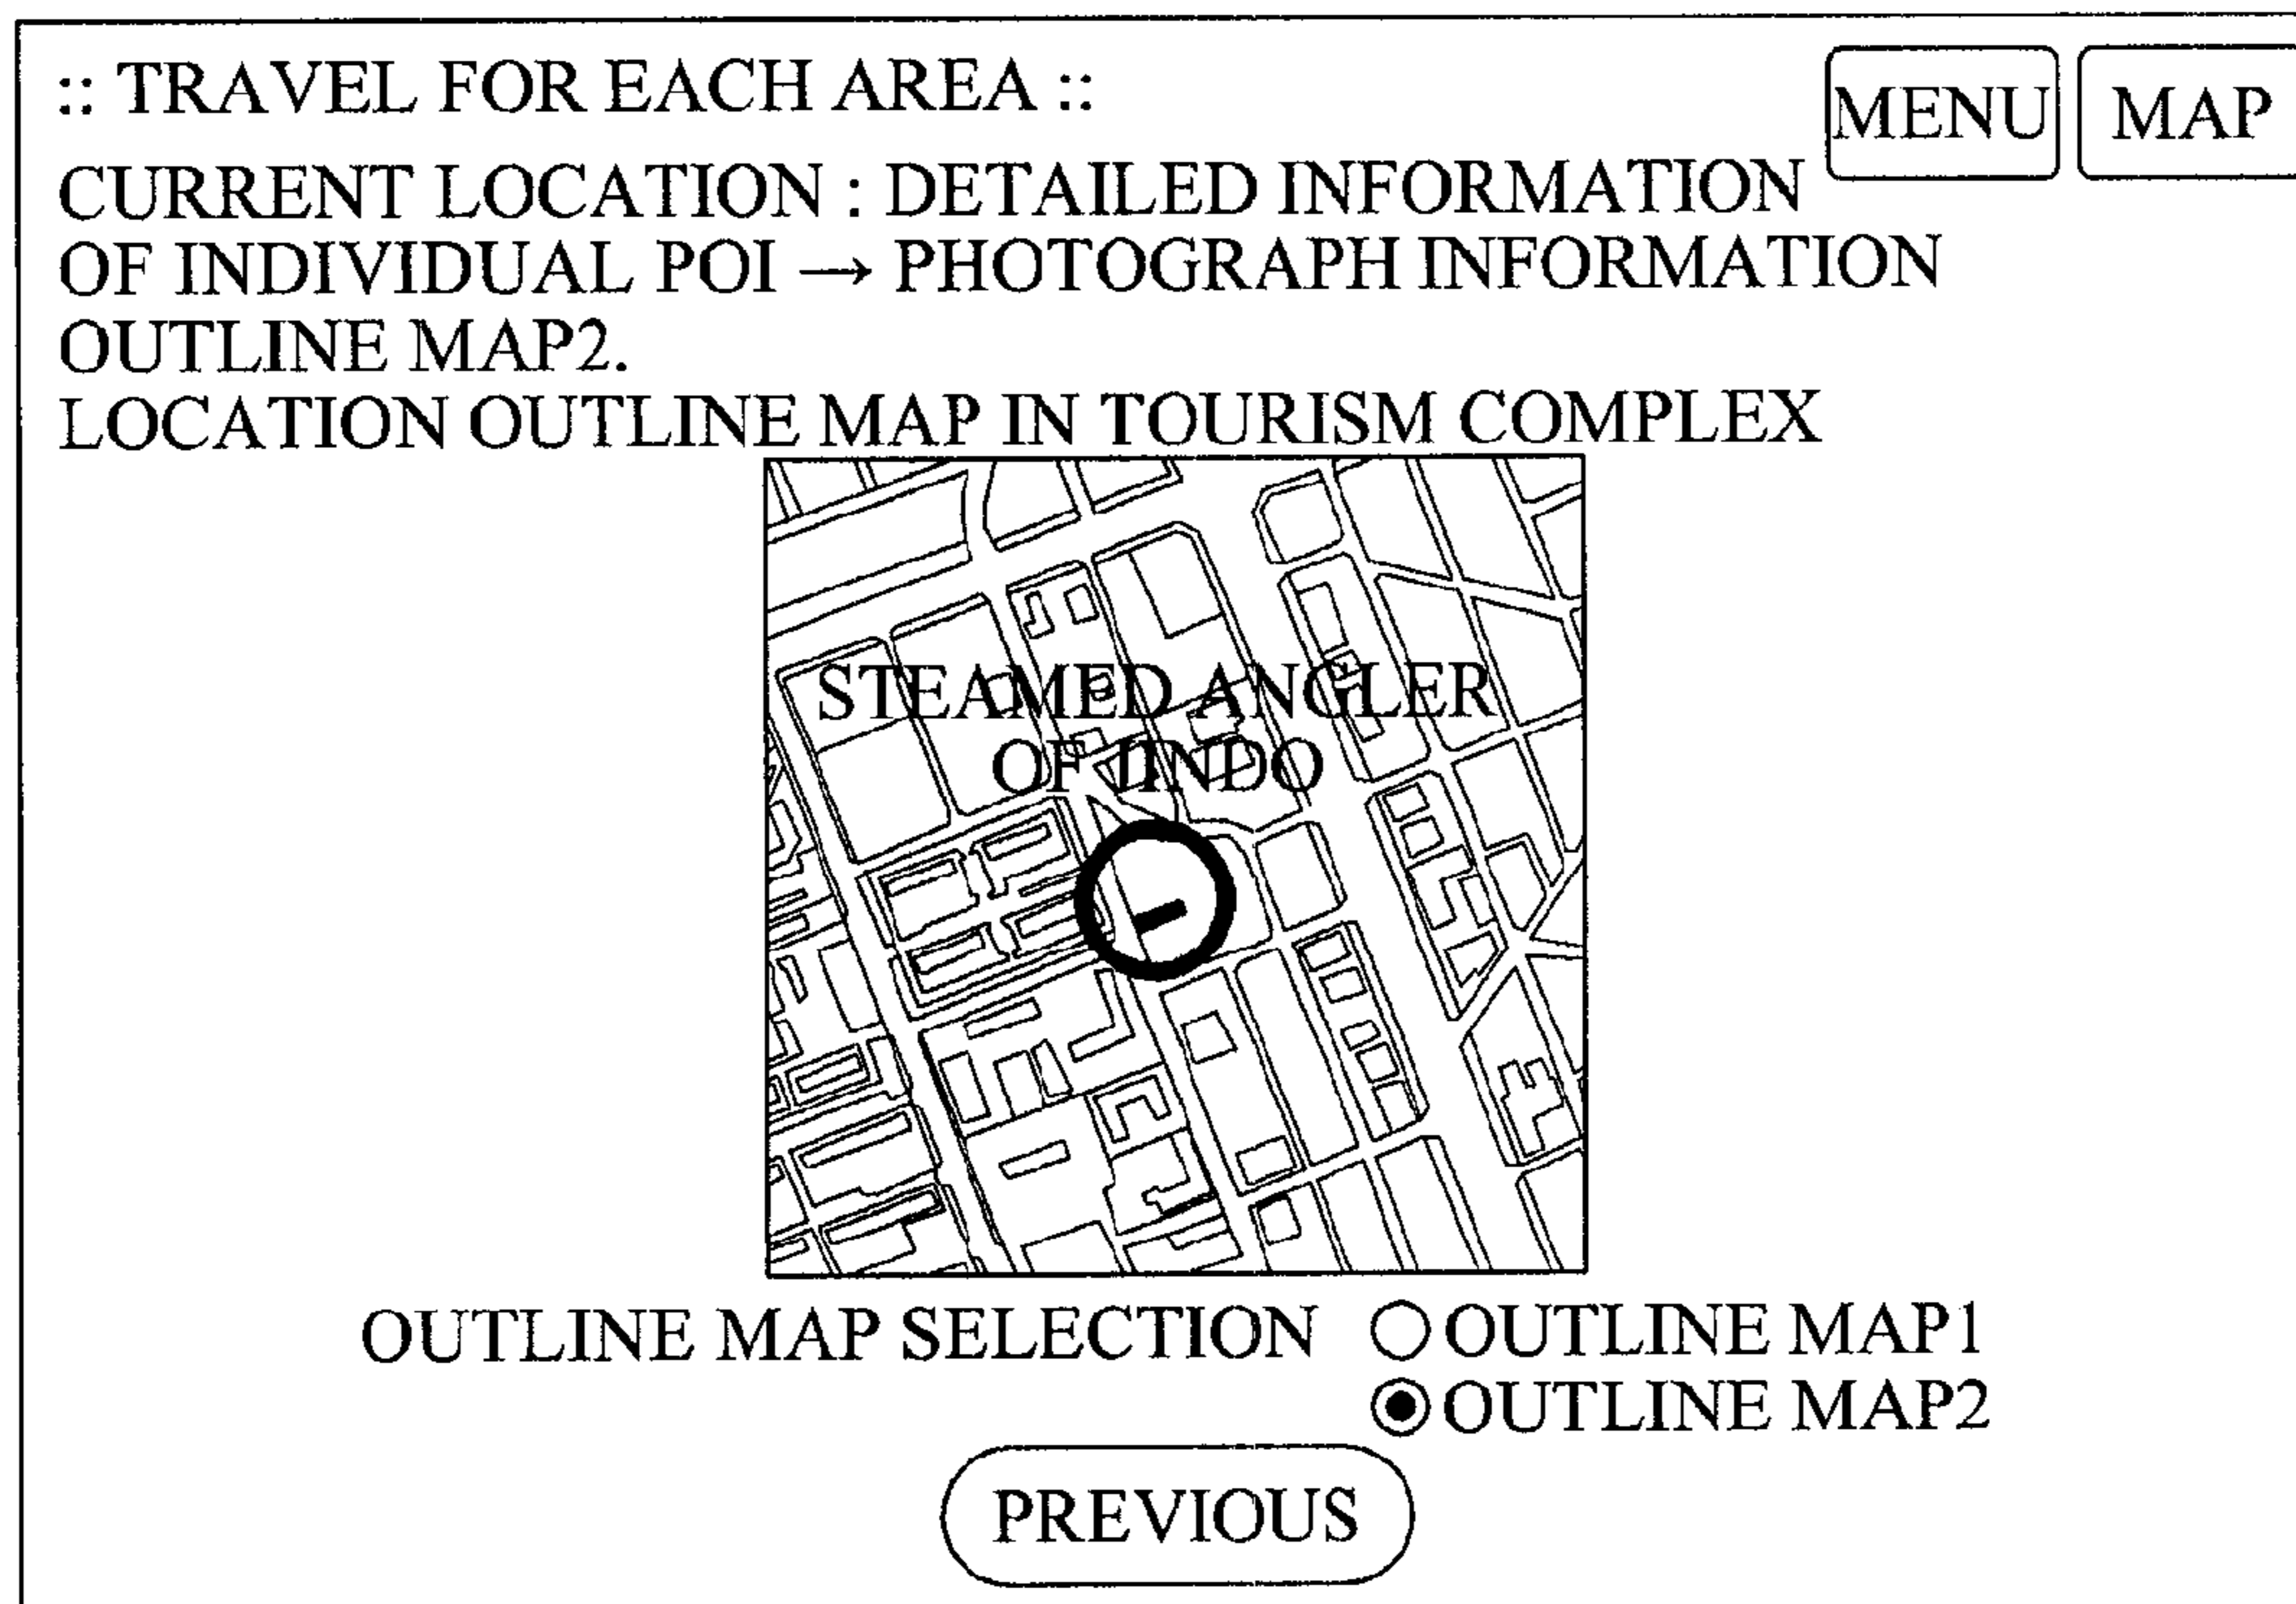 :: TRAVEL FOR EACH AREA ::
MENU
MAP
CURRENT LOCATION : DETAILED INFORMATION
OF INDIVIDUAL POI → PHOTOGRAPH INFORMATION
OUTLINE MAP2.
LOCATION OUTLINE MAP IN TOURISM COMPLEX
STEAMED ANGLER
OF JINDO
OUTLINE MAP SELECTION ○ OUTLINE MAP1
◉ OUTLINE MAP2
PREVIOUS